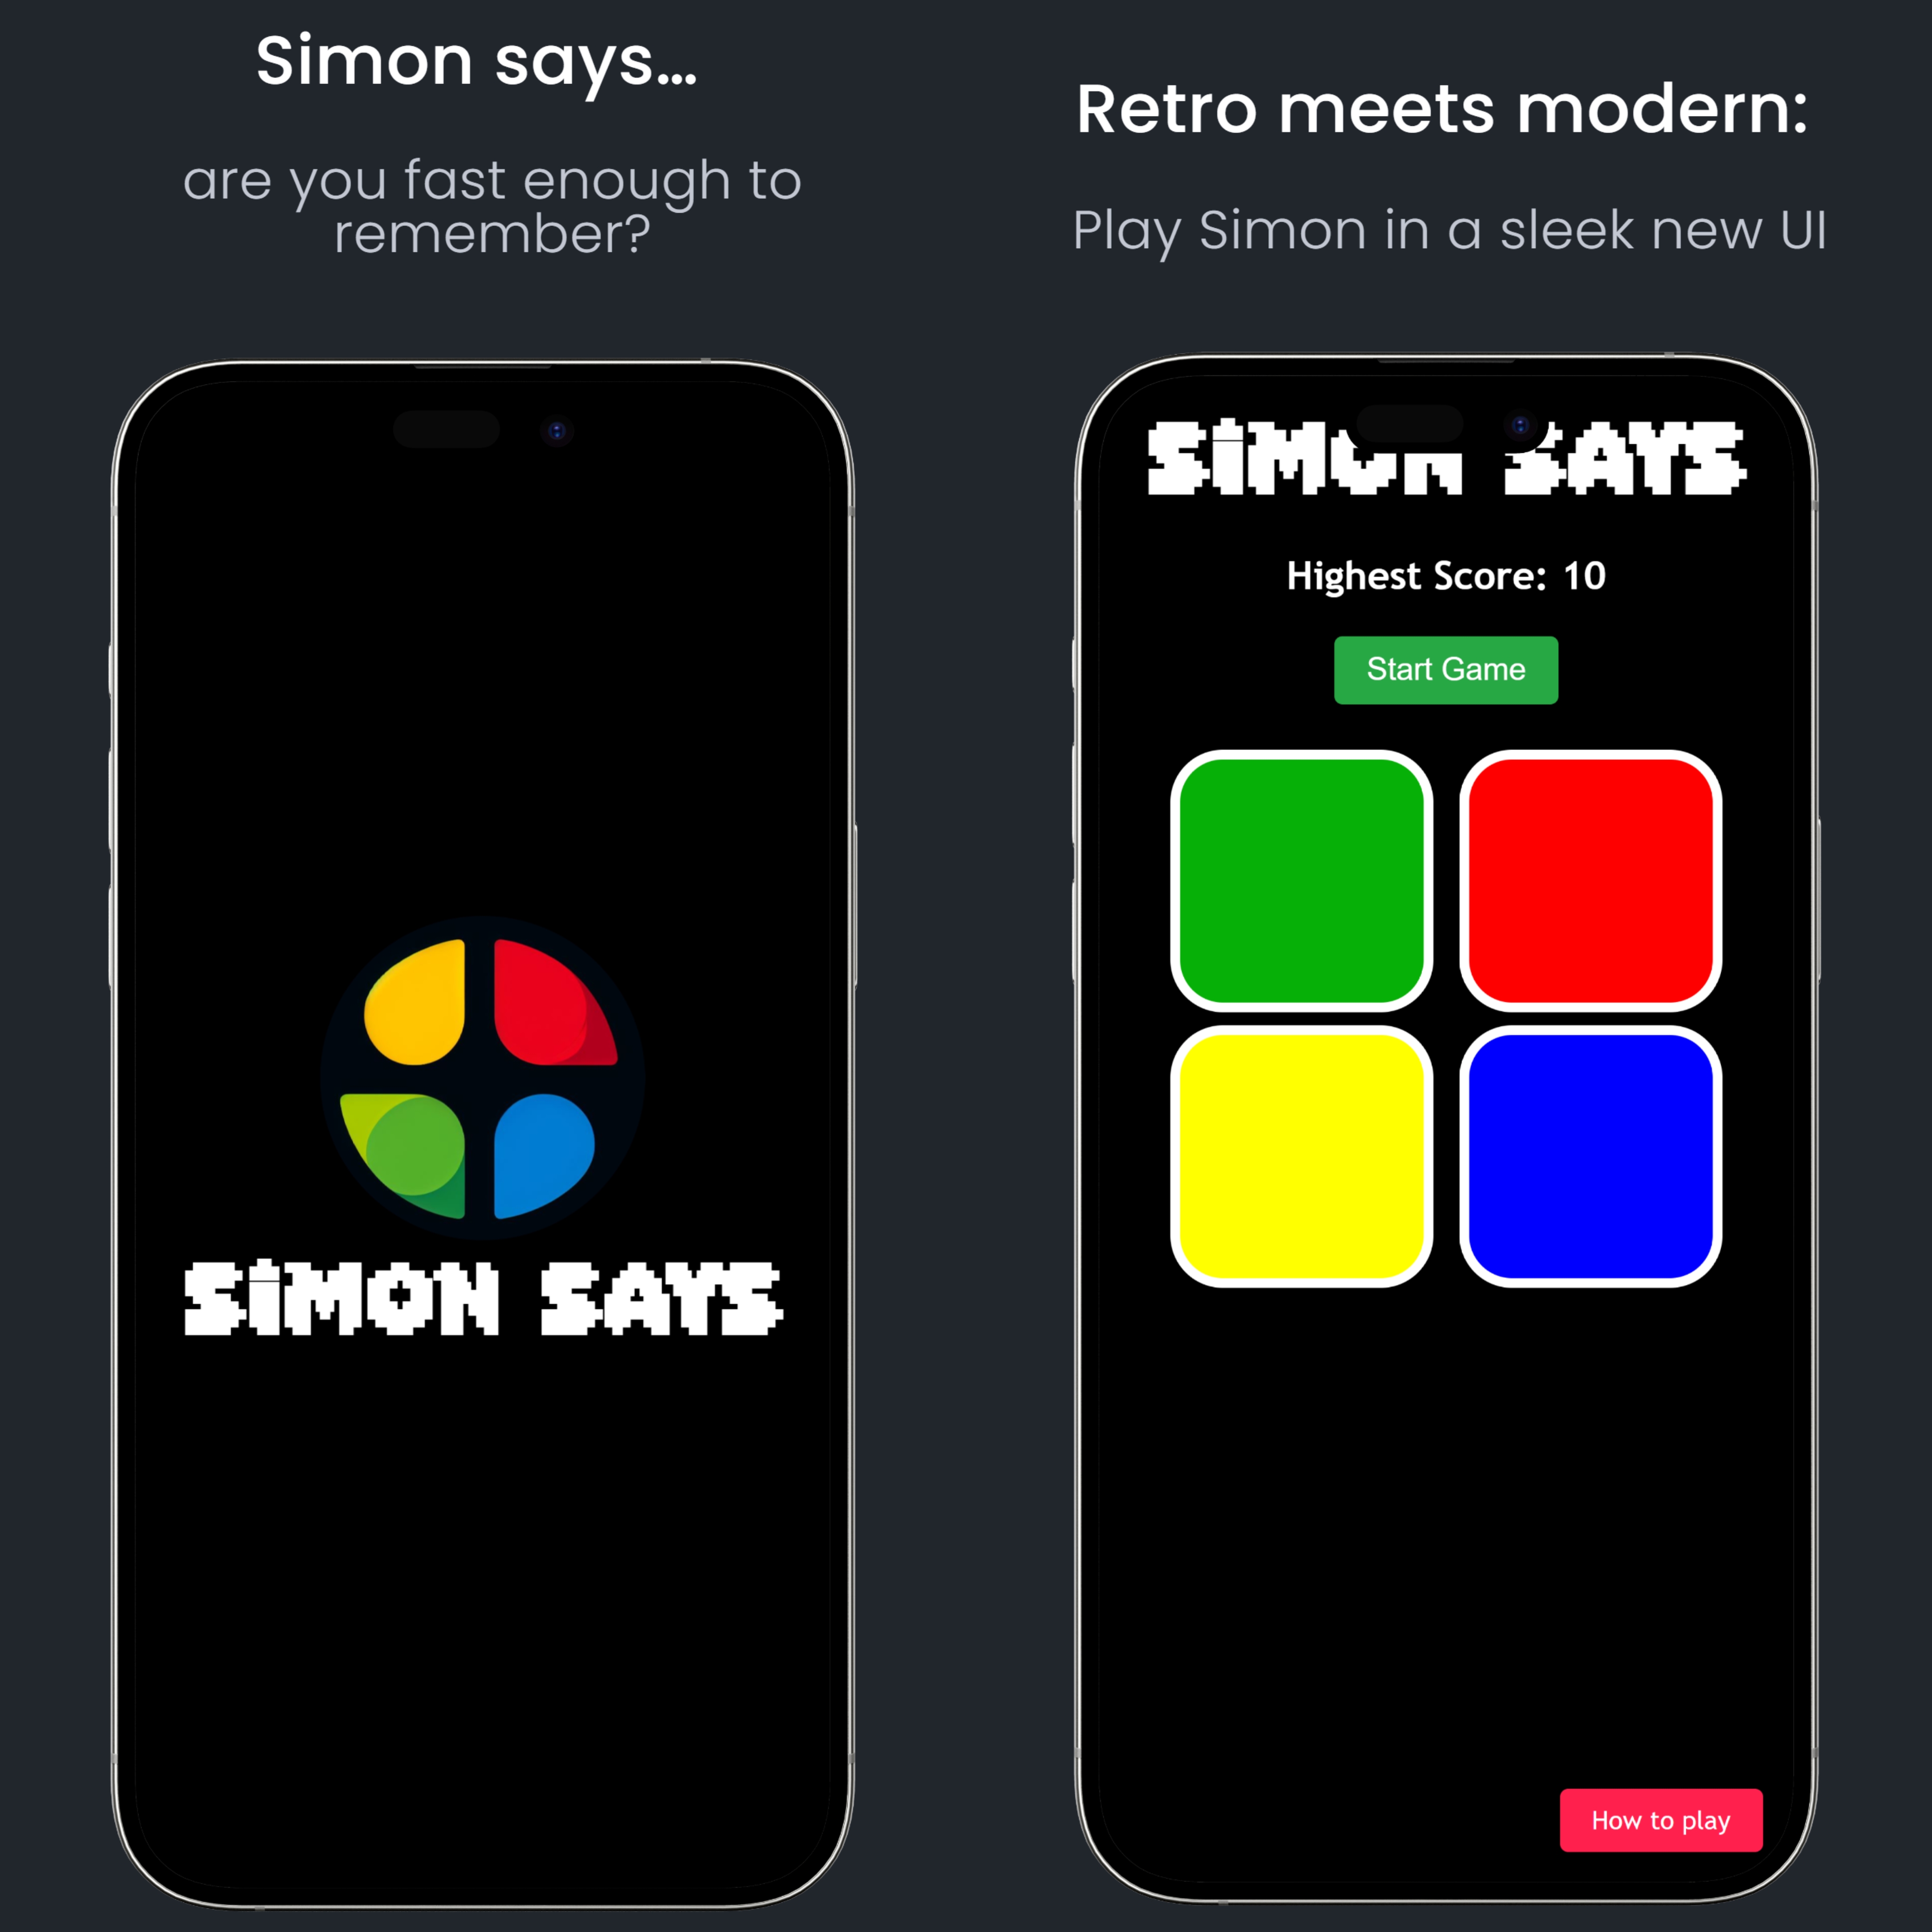 Simon says...
are you fast enough to
remember?
SiMON SAYS
Retro meets modern:
Play Simon in a sleek new UI
SiMON SAYS
Highest Score: 10
Start Game
How to play